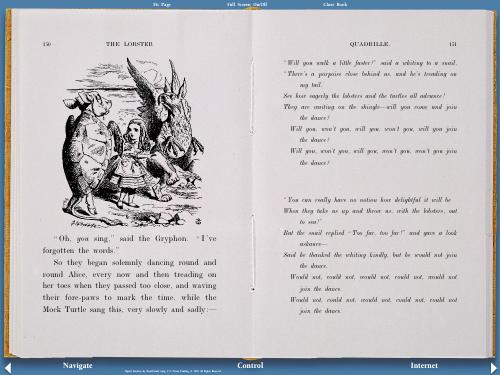 Fit Page Full Screen On/Off Close Book
150 THE LOBSTER
"Oh, you sing," said the Gryphon. "I've
forgotten the words."
So they began solemnly dancing round and
round Alice, every now and then treading on
her toes when they passed too close, and waving
their fore-paws to mark the time, while the
Mock Turtle sang this, very slowly and sadly:—
QUADRILLE. 151
"Will you walk a little faster?" said a whiting to a snail,
"There's a porpoise close behind us, and he's treading on
my tail.
See how eagerly the lobsters and the turtles all advance!
They are waiting on the shingle—will you come and join
the dance?
Will you, won't you, will you, won't you, will you join
the dance?
Will you, won't you, will you, won't you, won't you join
the dance?
"You can really have no notion how delightful it will be
When they take us up and throw us, with the lobsters, out
to sea!"
But the snail replied "Too far, too far!" and gave a look
askance—
Said he thanked the whiting kindly, but he would not join
the dance.
Would not, could not, would not, could not, would not
join the dance.
Would not, could not, would not, could not, could not
join the dance.
Navigate Control Internet